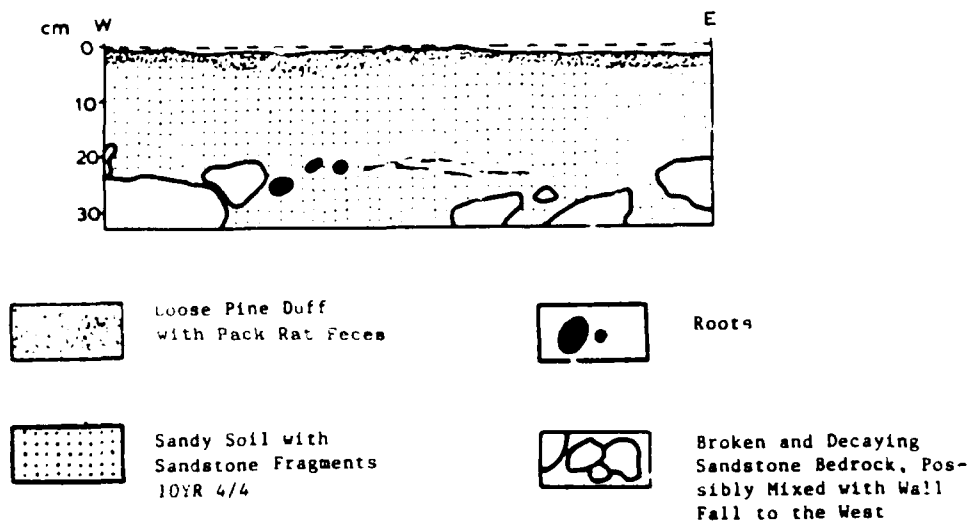 cm W E
0
10
20
30
Loose Pine Duff
with Pack Rat Feces
Roots
Sandy Soil with
Sandstone Fragments
10YR 4/4
Broken and Decaying
Sandstone Bedrock, Pos-
sibly Mixed with Wall
Fall to the West